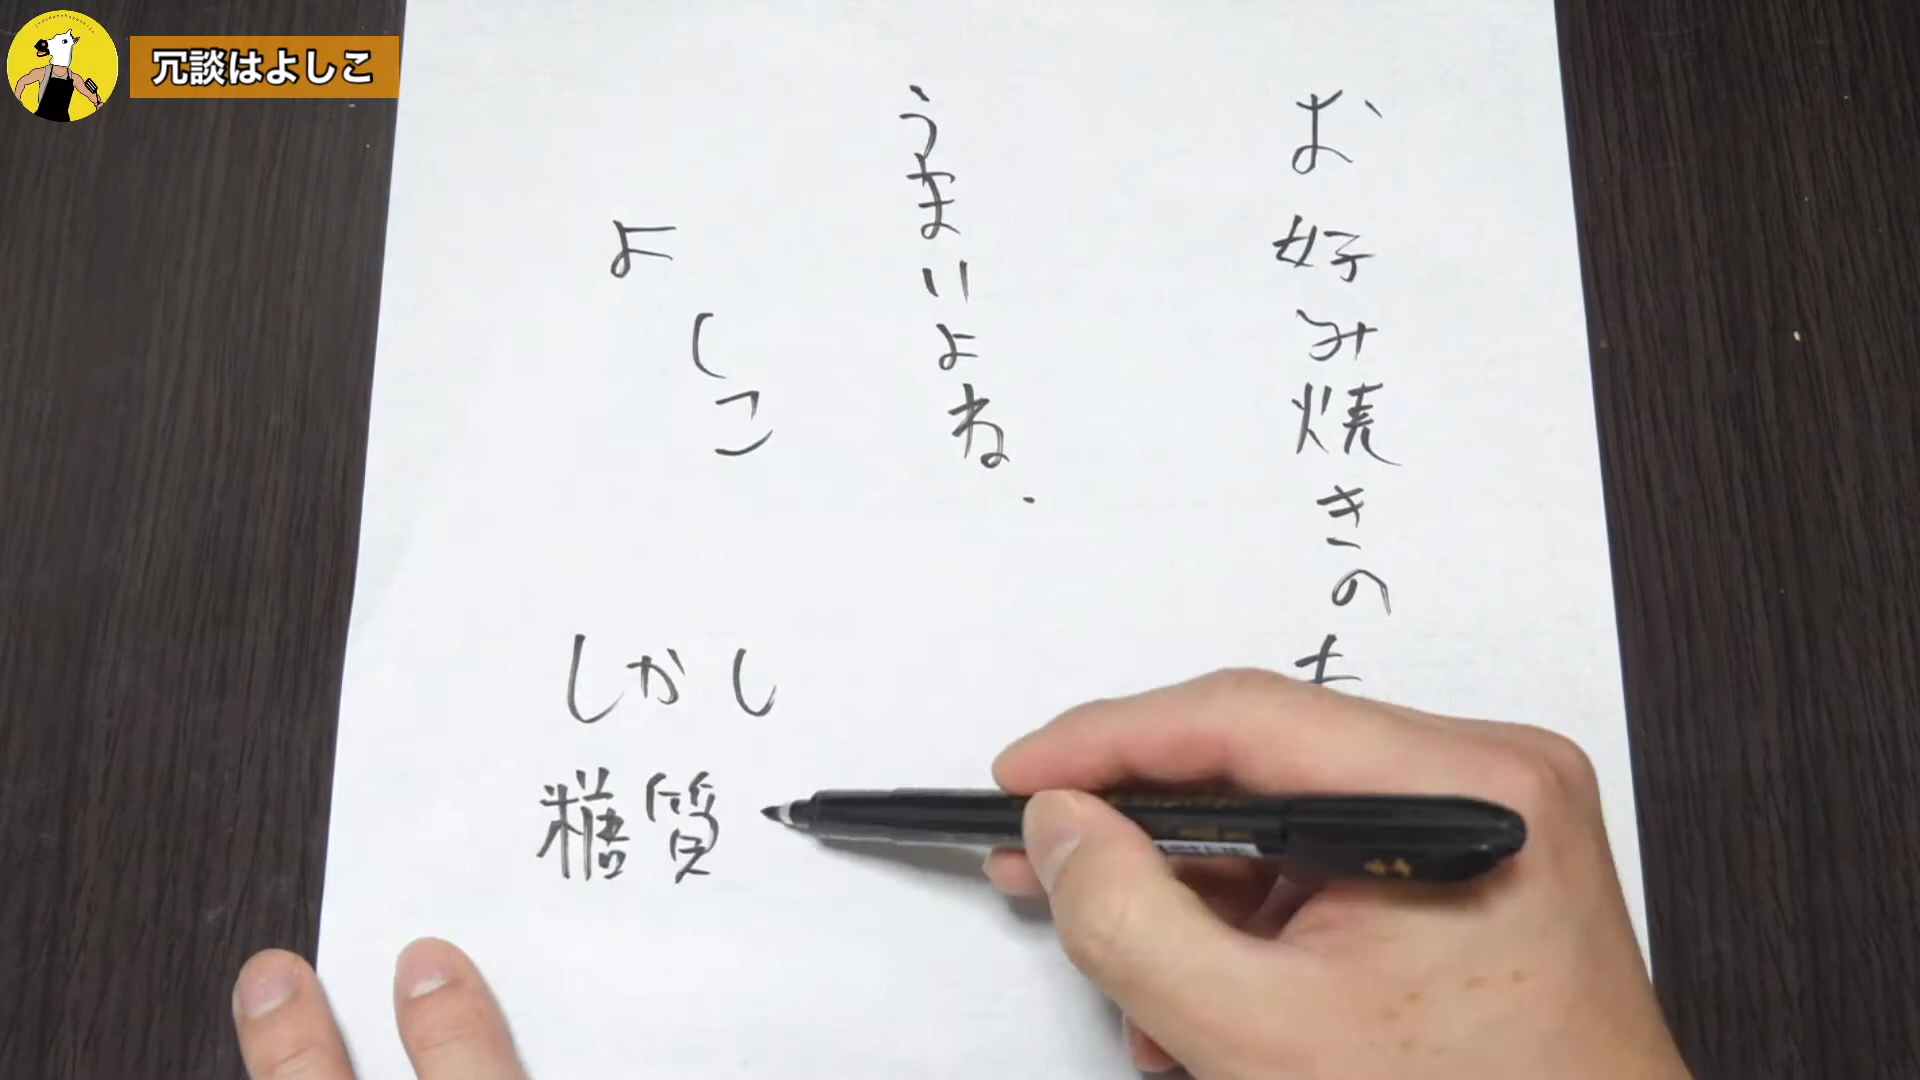 冗談はよしこ
お好み焼きの
うまいよね.
よしこ
しかし
糖質